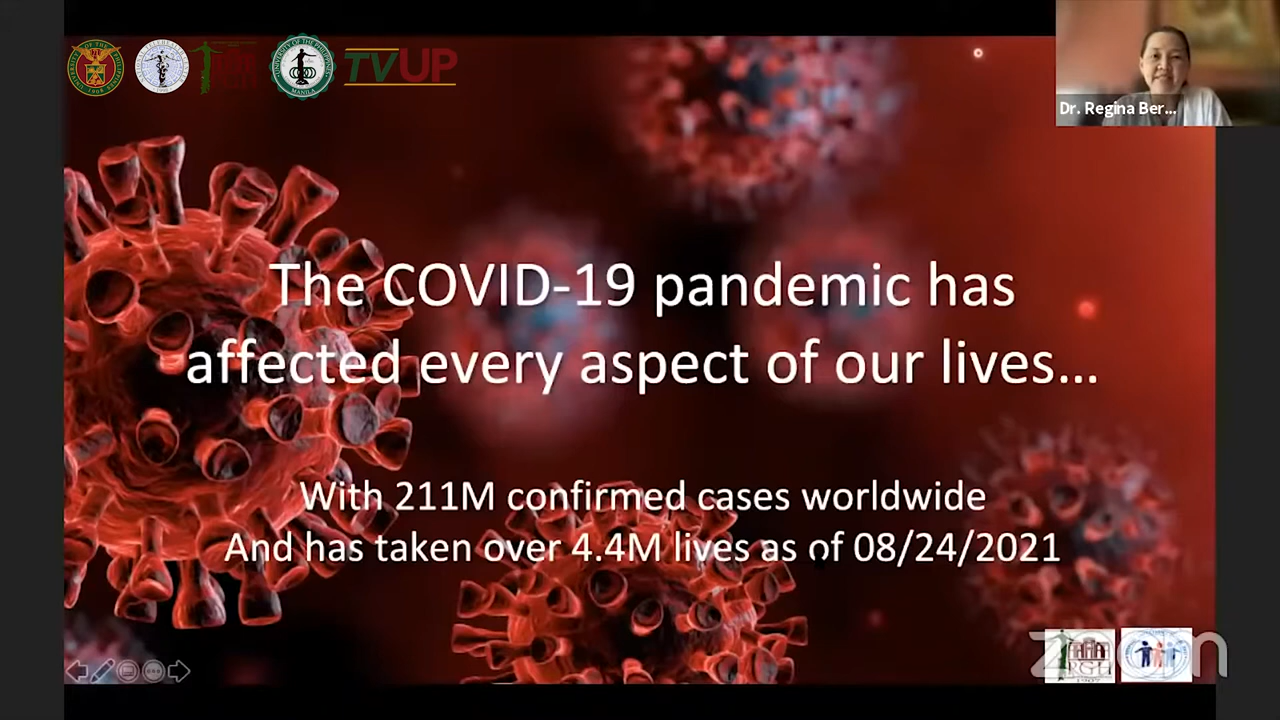 TVUP
Dr. Regina Ber...
The COVID-19 pandemic has
affected every aspect of our lives...
With 211M confirmed cases worldwide
And has taken over 4.4M lives as of 08/24/2021
zoom